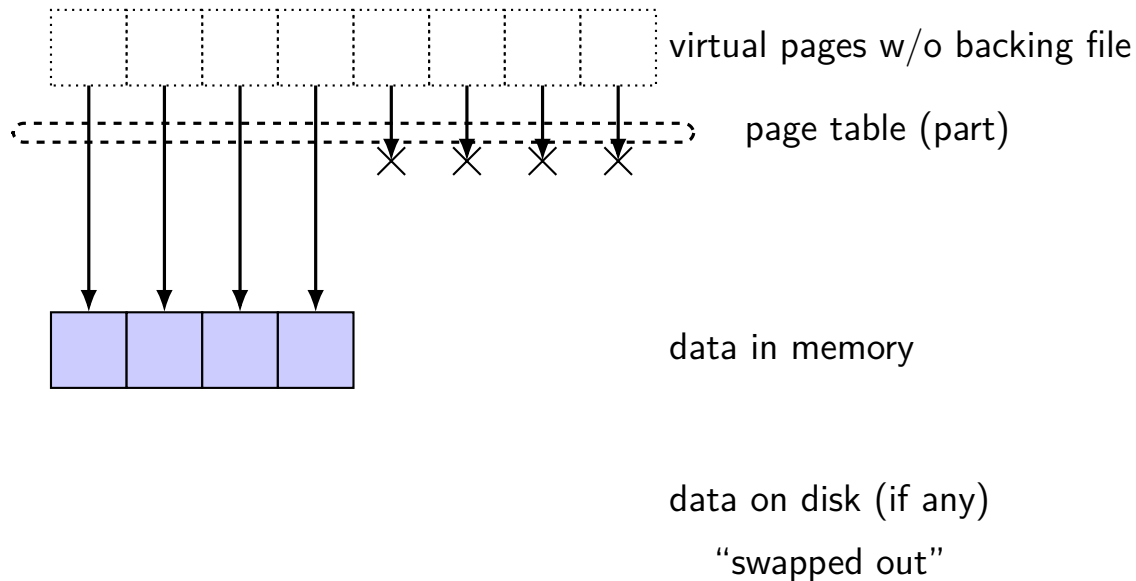 virtual pages w/o backing file
page table (part)
data in memory
data on disk (if any)
“swapped out”